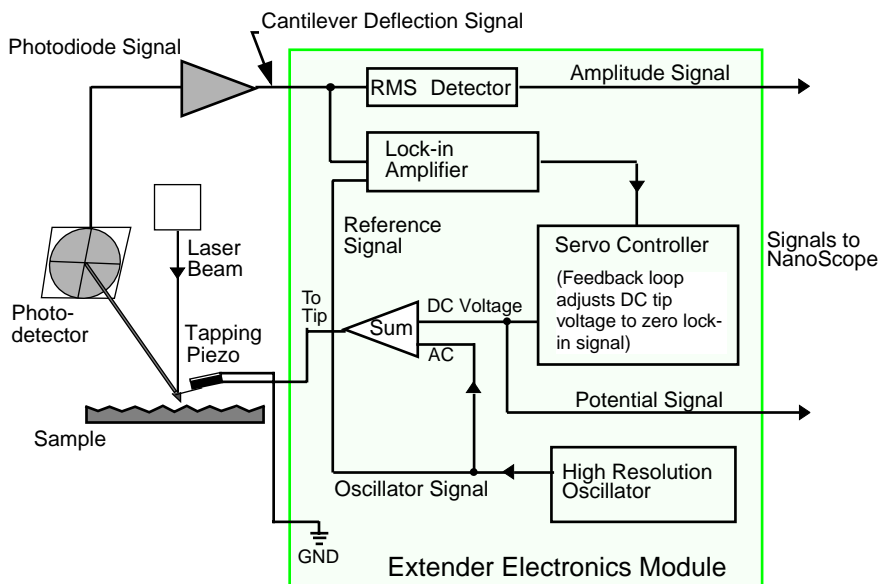 Cantilever Deflection Signal
Photodiode Signal
Amplitude Signal
RMS Detector
Lock-in
Amplifier
Reference
Signal
Laser
Beam
Servo Controller
(Feedback loop
adjusts DC tip
voltage to zero lock-
in signal)
Signals to
NanoScope
Photo-
detector
To
Tip
DC Voltage
Sum
AC
Tapping
Piezo
Potential Signal
Sample
High Resolution
Oscillator
Oscillator Signal
GND
Extender Electronics Module